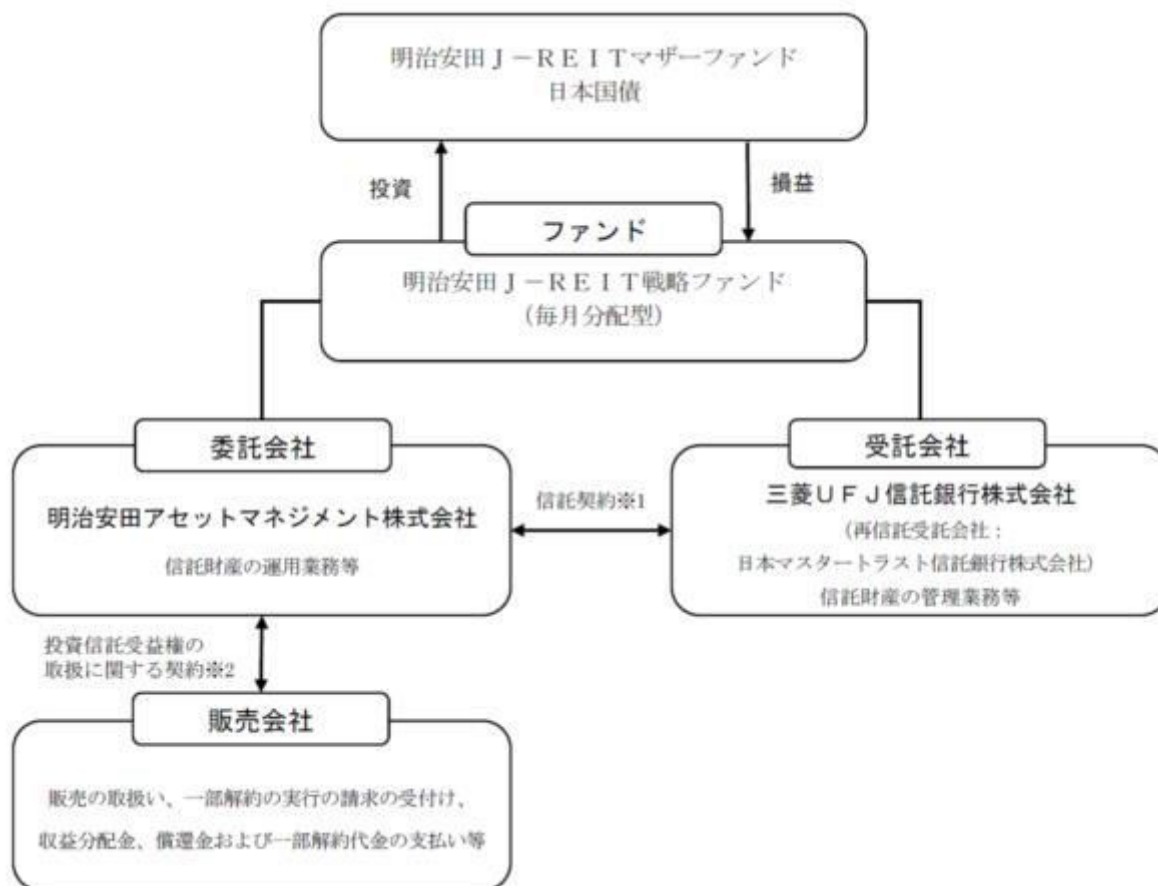 明治安田J-REITマザーファンド
日本国債
投資
損益
ファンド
明治安田J-REIT戦略ファンド
(毎月分配型)
委託会社
明治安田アセットマネジメント株式会社
信託財産の運用業務等
信託契約※1
受託会社
三菱UFJ信託銀行株式会社
(再信託受託会社:
日本マスタートラスト信託銀行株式会社)
信託財産の管理業務等
投資信託受益権の
取扱に関する契約※2
販売会社
販売の取扱い、一部解約の実行の請求の受付け、
収益分配金、償還金および一部解約代金の支払い等